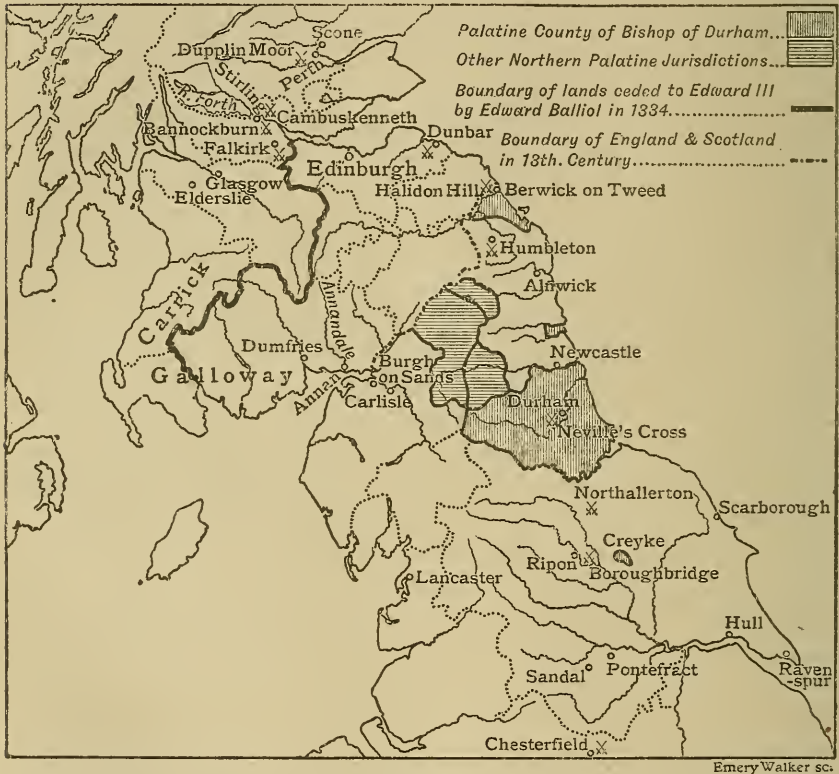 Palatine County of Bishop of Durham...
Other Northern Palatine Jurisdictions...
Boundary of lands ceded to Edward III
by Edward Balliol in 1334...
Boundary of England & Scotland
in 13th. Century...
Scone
Dupplin Moor
Perth
Stirling
R. Forth
Cambuskenneth
Bannockburn
Dunbar
Falkirk
Edinburgh
Glasgow
Halidon Hill
Berwick on Tweed
Elderslie
Humbleton
Alnwick
Carrick
Annandale
Dumfries
Newcastle
Galloway
Burgh
on Sands
Annan
Carlisle
Durham
Neville's Cross
Northallerton
Scarborough
Creyke
Ripon
Boroughbridge
Lancaster
Hull
Sandal
Pontefract
Raven
-spur
Chesterfield
Emery Walker sc.